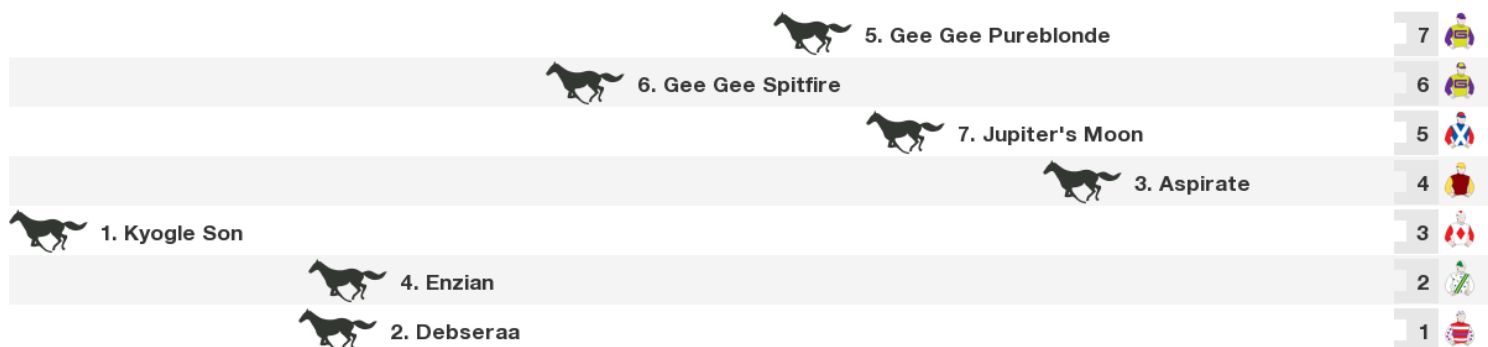 5. Gee Gee Pureblonde 7
6. Gee Gee Spitfire 6
7. Jupiter's Moon 5
3. Aspirate 4
1. Kyogle Son 3
4. Enzian 2
2. Debseraa 1